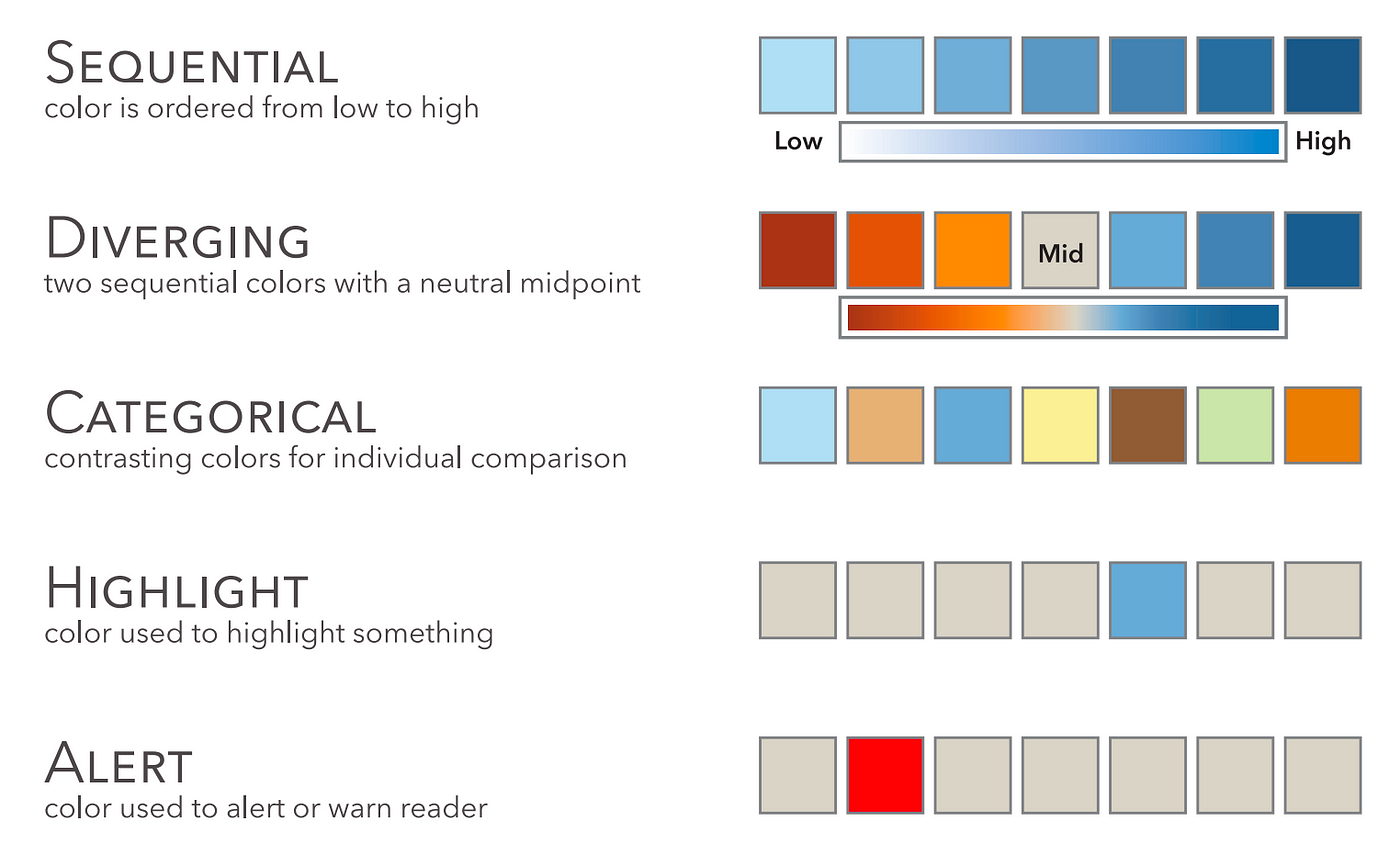 SEQUENTIAL
color is ordered from low to high
Low
High
DIVERGING
two sequential colors with a neutral midpoint
Mid
CATEGORICAL
contrasting colors for individual comparison
HIGHLIGHT
color used to highlight something
ALERT
color used to alert or warn reader